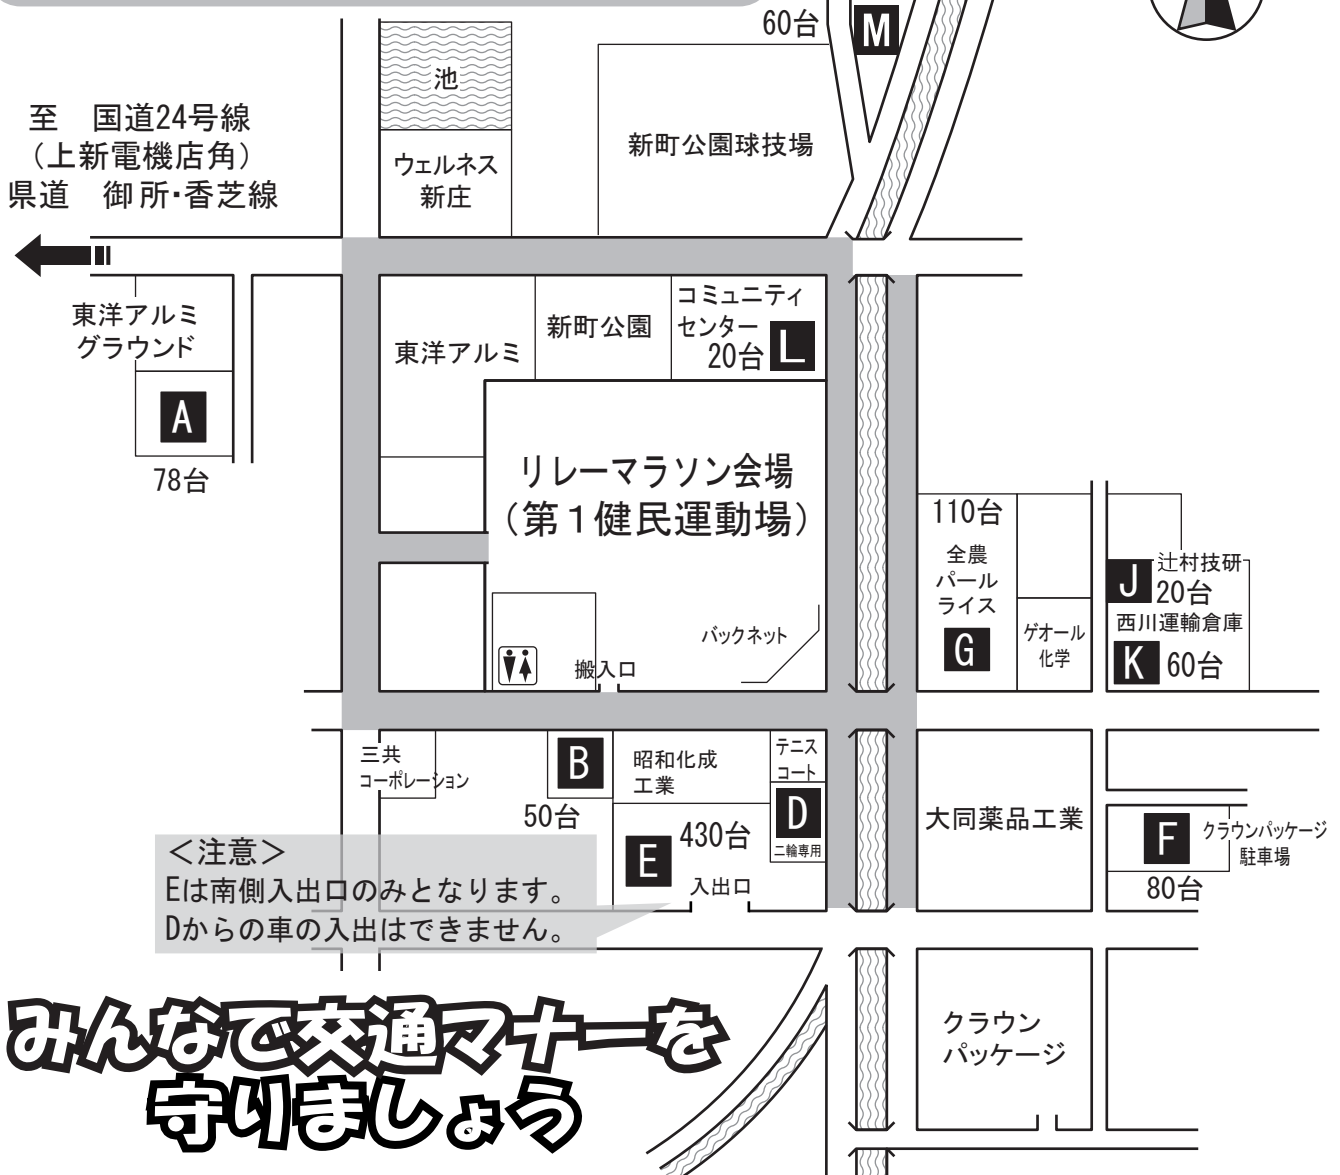 60台
M
池
至　国道24号線
（上新電機店角）
県道　御所・香芝線
ウェルネス
新庄
新町公園球技場
東洋アルミ
グラウンド
A
78台
東洋アルミ
新町公園
コミュニティ
センター
20台
L
リレーマラソン会場
（第１健民運動場）
バックネット
搬入口
110台
全農
パール
ライス
G
ゲオール
化学
J
辻村技研
20台
西川運輸倉庫
K
60台
三共
コーポレーション
B
50台
昭和化成
工業
テニス
コート
D
二輪専用
E
430台
入出口
大同薬品工業
F
クラウンパッケージ
駐車場
80台
＜注意＞
Eは南側入出口のみとなります。
Dからの車の入出はできません。
クラウン
パッケージ
みんなで交通マナーを
守りましょう